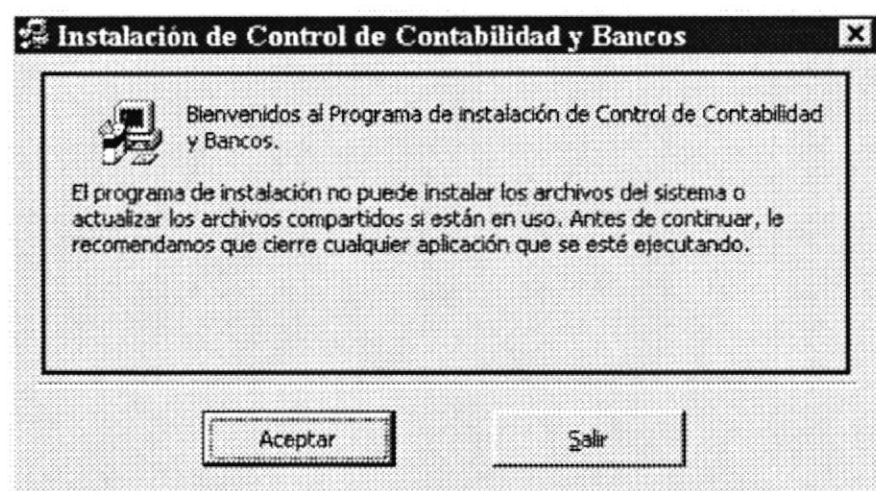 Instalación de Control de Contabilidad y Bancos
Bienvenidos al Programa de instalación de Control de Contabilidad
y Bancos.
El programa de instalación no puede instalar los archivos del sistema o
actualizar los archivos compartidos si están en uso. Antes de continuar, le
recomendamos que cierre cualquier aplicación que se esté ejecutando.
Aceptar
Salir